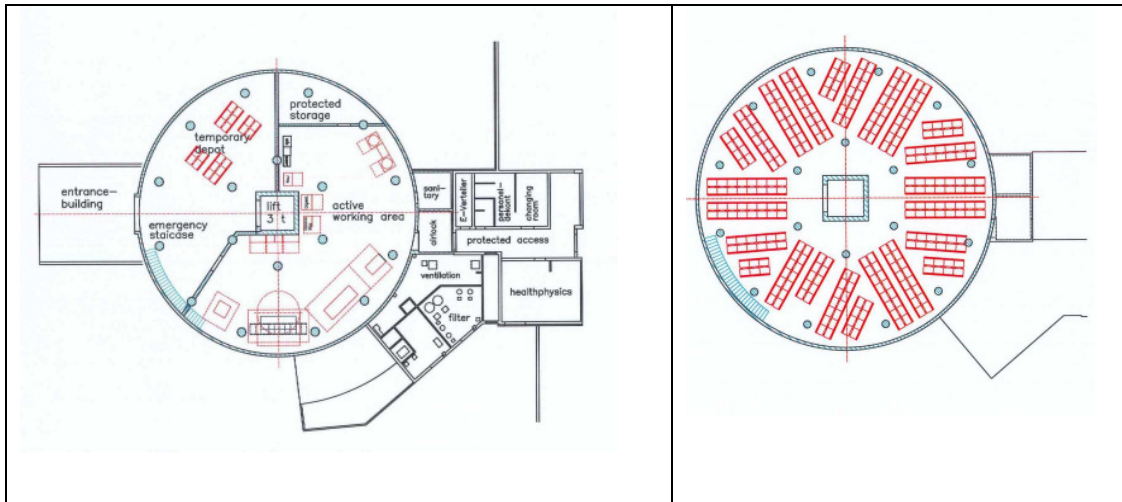 protected
storage
temporary
depot
entrance-
building
lift
3 t
active
working area
emergency
staicase
sani-
tary
airlock
E-Verteiler
personal-
dekont
changing
room
protected access
ventilation
filter
healthphysics